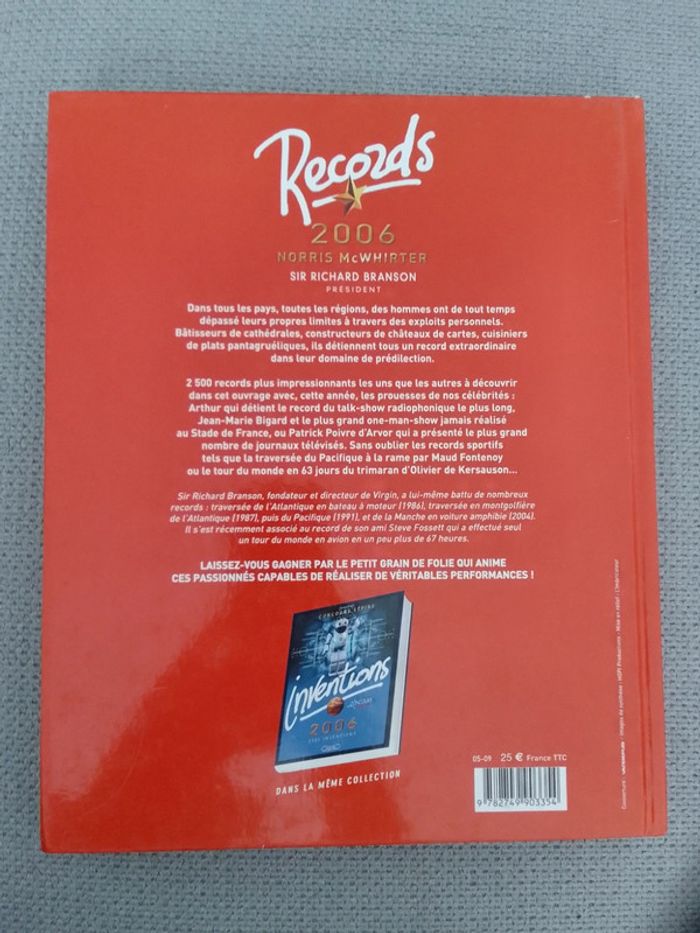 Records
2006
NORRIS McWHIRTER
SIR RICHARD BRANSON
PRÉSIDENT
Dans tous les pays, toutes les régions, des hommes ont de tout temps
dépassé leurs propres limites à travers des exploits personnels.
Bâtisseurs de cathédrales, constructeurs de châteaux de cartes, cuisiniers
de plats pantagruéliques, ils détiennent tous un record extraordinaire
dans leur domaine de prédilection.
2 500 records plus impressionnants les uns que les autres à découvrir
dans cet ouvrage avec, cette année, les prouesses de nos célébrités :
Arthur qui détient le record du talk-show radiophonique le plus long,
Jean-Marie Bigard et le plus grand one-man-show jamais réalisé
au Stade de France, ou Patrick Poivre d'Arvor qui a présenté le plus grand
nombre de journaux télévisés. Sans oublier les records sportifs
tels que la traversée du Pacifique à la rame par Maud Fontenoy
ou le tour du monde en 63 jours du trimaran d'Olivier de Kersauson...
Sir Richard Branson, fondateur et directeur de Virgin, a lui-même battu de nombreux
records : traversée de l'Atlantique en bateau à moteur (1986), traversée en montgolfière
de l'Atlantique (1987), puis du Pacifique (1991), et de la Manche en voiture amphibie (2004).
Il s'est récemment associé au record de son ami Steve Fossett qui a effectué seul
un tour du monde en avion en un peu plus de 67 heures.
LAISSEZ-VOUS GAGNER PAR LE PETIT GRAIN DE FOLIE QUI ANIME
CES PASSIONNÉS CAPABLES DE RÉALISER DE VÉRITABLES PERFORMANCES !
CONCOURS LÉPINE
inventions
2006
DANS LA MÊME COLLECTION
05-09 25 € France TTC
9 782749 903354
Couverture : images de synthèse : HDPI Productions - Mise en relief : L'inséricateur